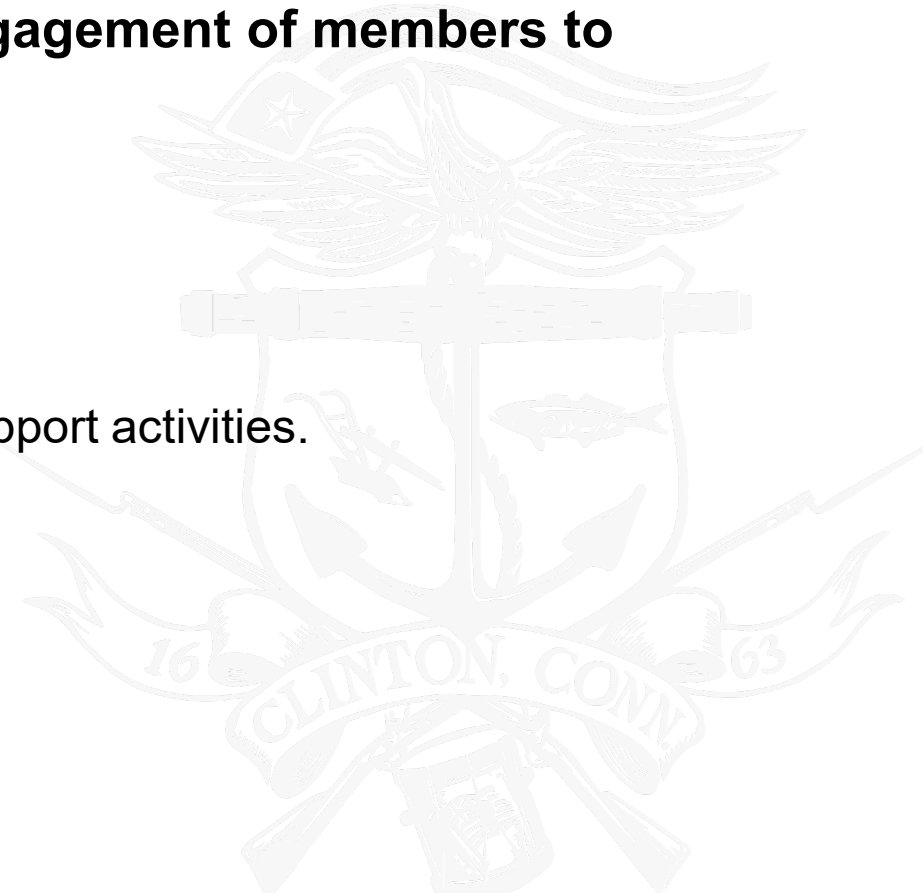 gagement of members to
pport activities.
16 63
CLINTON, CONN.